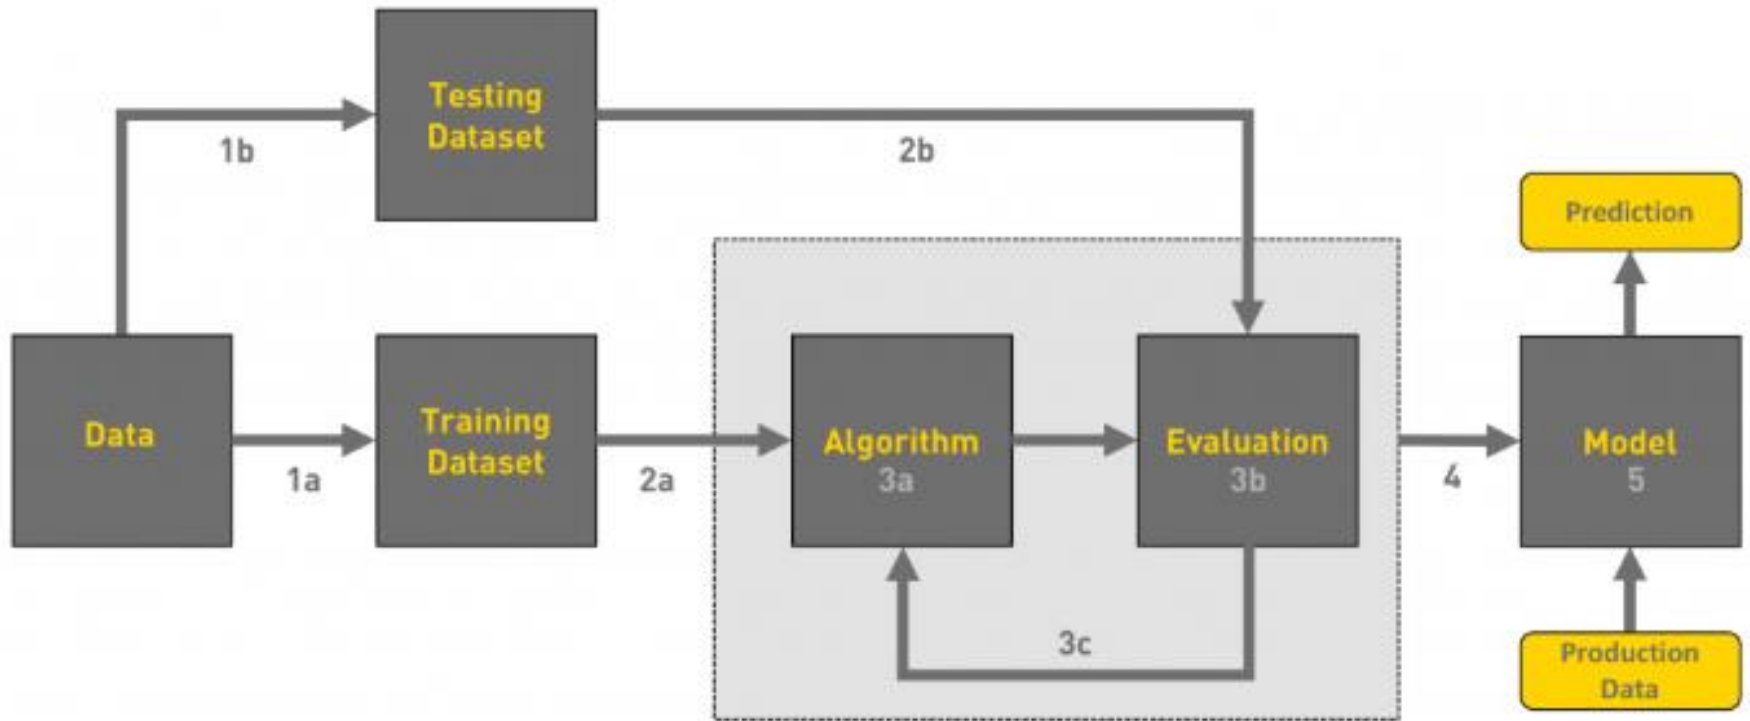 Testing
Dataset
1b
2b
Prediction
Data
1a
Training
Dataset
2a
Algorithm
3a
Evaluation
3b
4
Model
5
3c
Production
Data